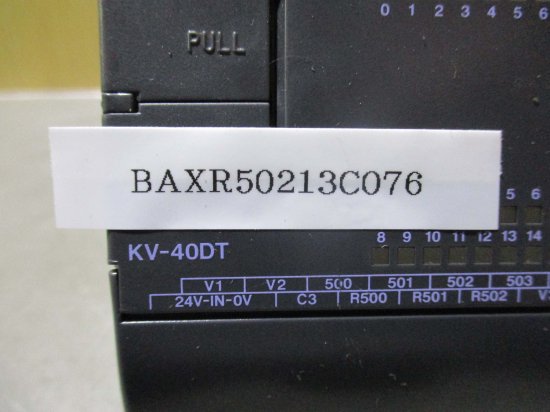 0 1 2 3 4 5 6
PULL
BAXR50213C076
5 6
KV-40DT
8 9 10 11 12 13 14
V1 V2 500 501 502 503
24V-IN-0V C3 R500 R501 R502